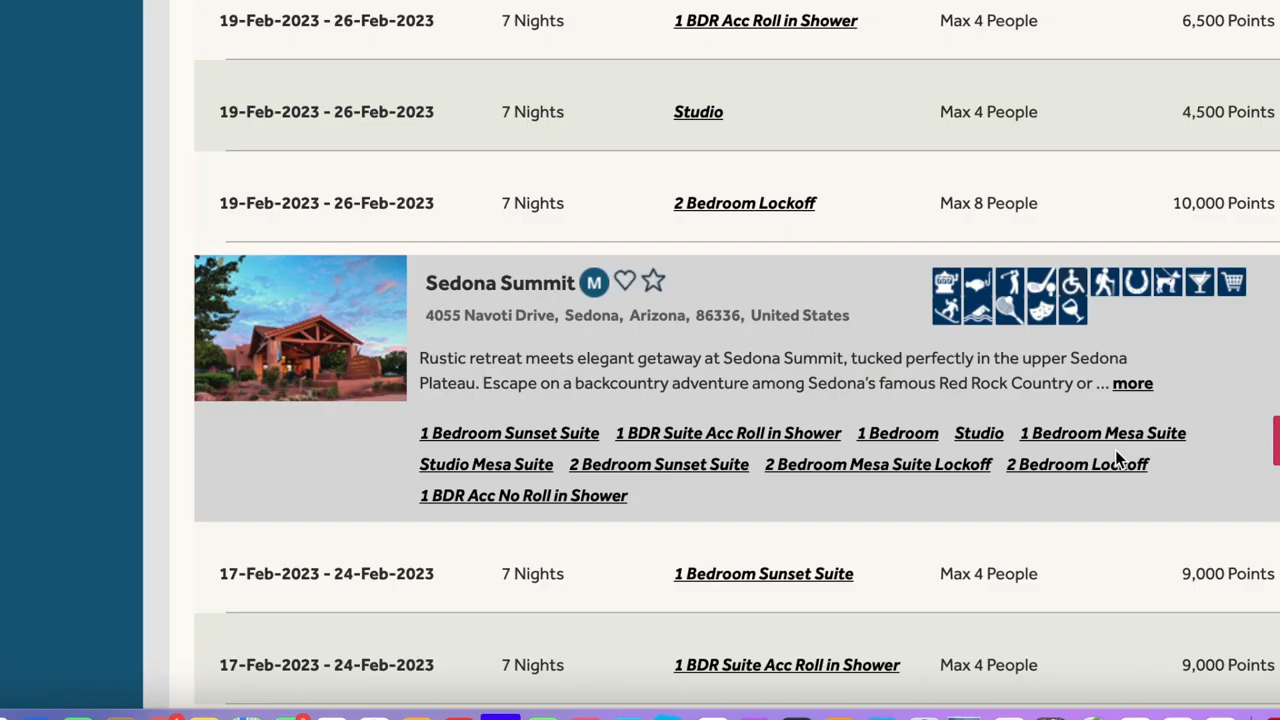 19-Feb-2023 - 26-Feb-2023 7 Nights 1 BDR Acc Roll in Shower Max 4 People 6,500 Points
19-Feb-2023 - 26-Feb-2023 7 Nights Studio Max 4 People 4,500 Points
19-Feb-2023 - 26-Feb-2023 7 Nights 2 Bedroom Lockoff Max 8 People 10,000 Points
Sedona Summit M
4055 Navoti Drive, Sedona, Arizona, 86336, United States
Rustic retreat meets elegant getaway at Sedona Summit, tucked perfectly in the upper Sedona
Plateau. Escape on a backcountry adventure among Sedona's famous Red Rock Country or ... more
1 Bedroom Sunset Suite 1 BDR Suite Acc Roll in Shower 1 Bedroom Studio 1 Bedroom Mesa Suite
Studio Mesa Suite 2 Bedroom Sunset Suite 2 Bedroom Mesa Suite Lockoff 2 Bedroom Lockoff
1 BDR Acc No Roll in Shower
17-Feb-2023 - 24-Feb-2023 7 Nights 1 Bedroom Sunset Suite Max 4 People 9,000 Points
17-Feb-2023 - 24-Feb-2023 7 Nights 1 BDR Suite Acc Roll in Shower Max 4 People 9,000 Points